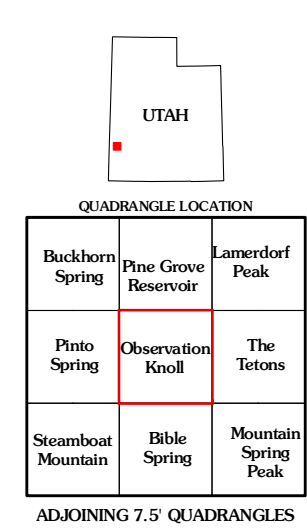 UTAH
QUADRANGLE LOCATION
Buckhorn
Spring
Pine Grove
Reservoir
Lamerdorf
Peak
Pinto
Spring
Observation
Knoll
The
Tetons
Steamboat
Mountain
Bible
Spring
Mountain
Spring
Peak
ADJOINING 7.5' QUADRANGLES